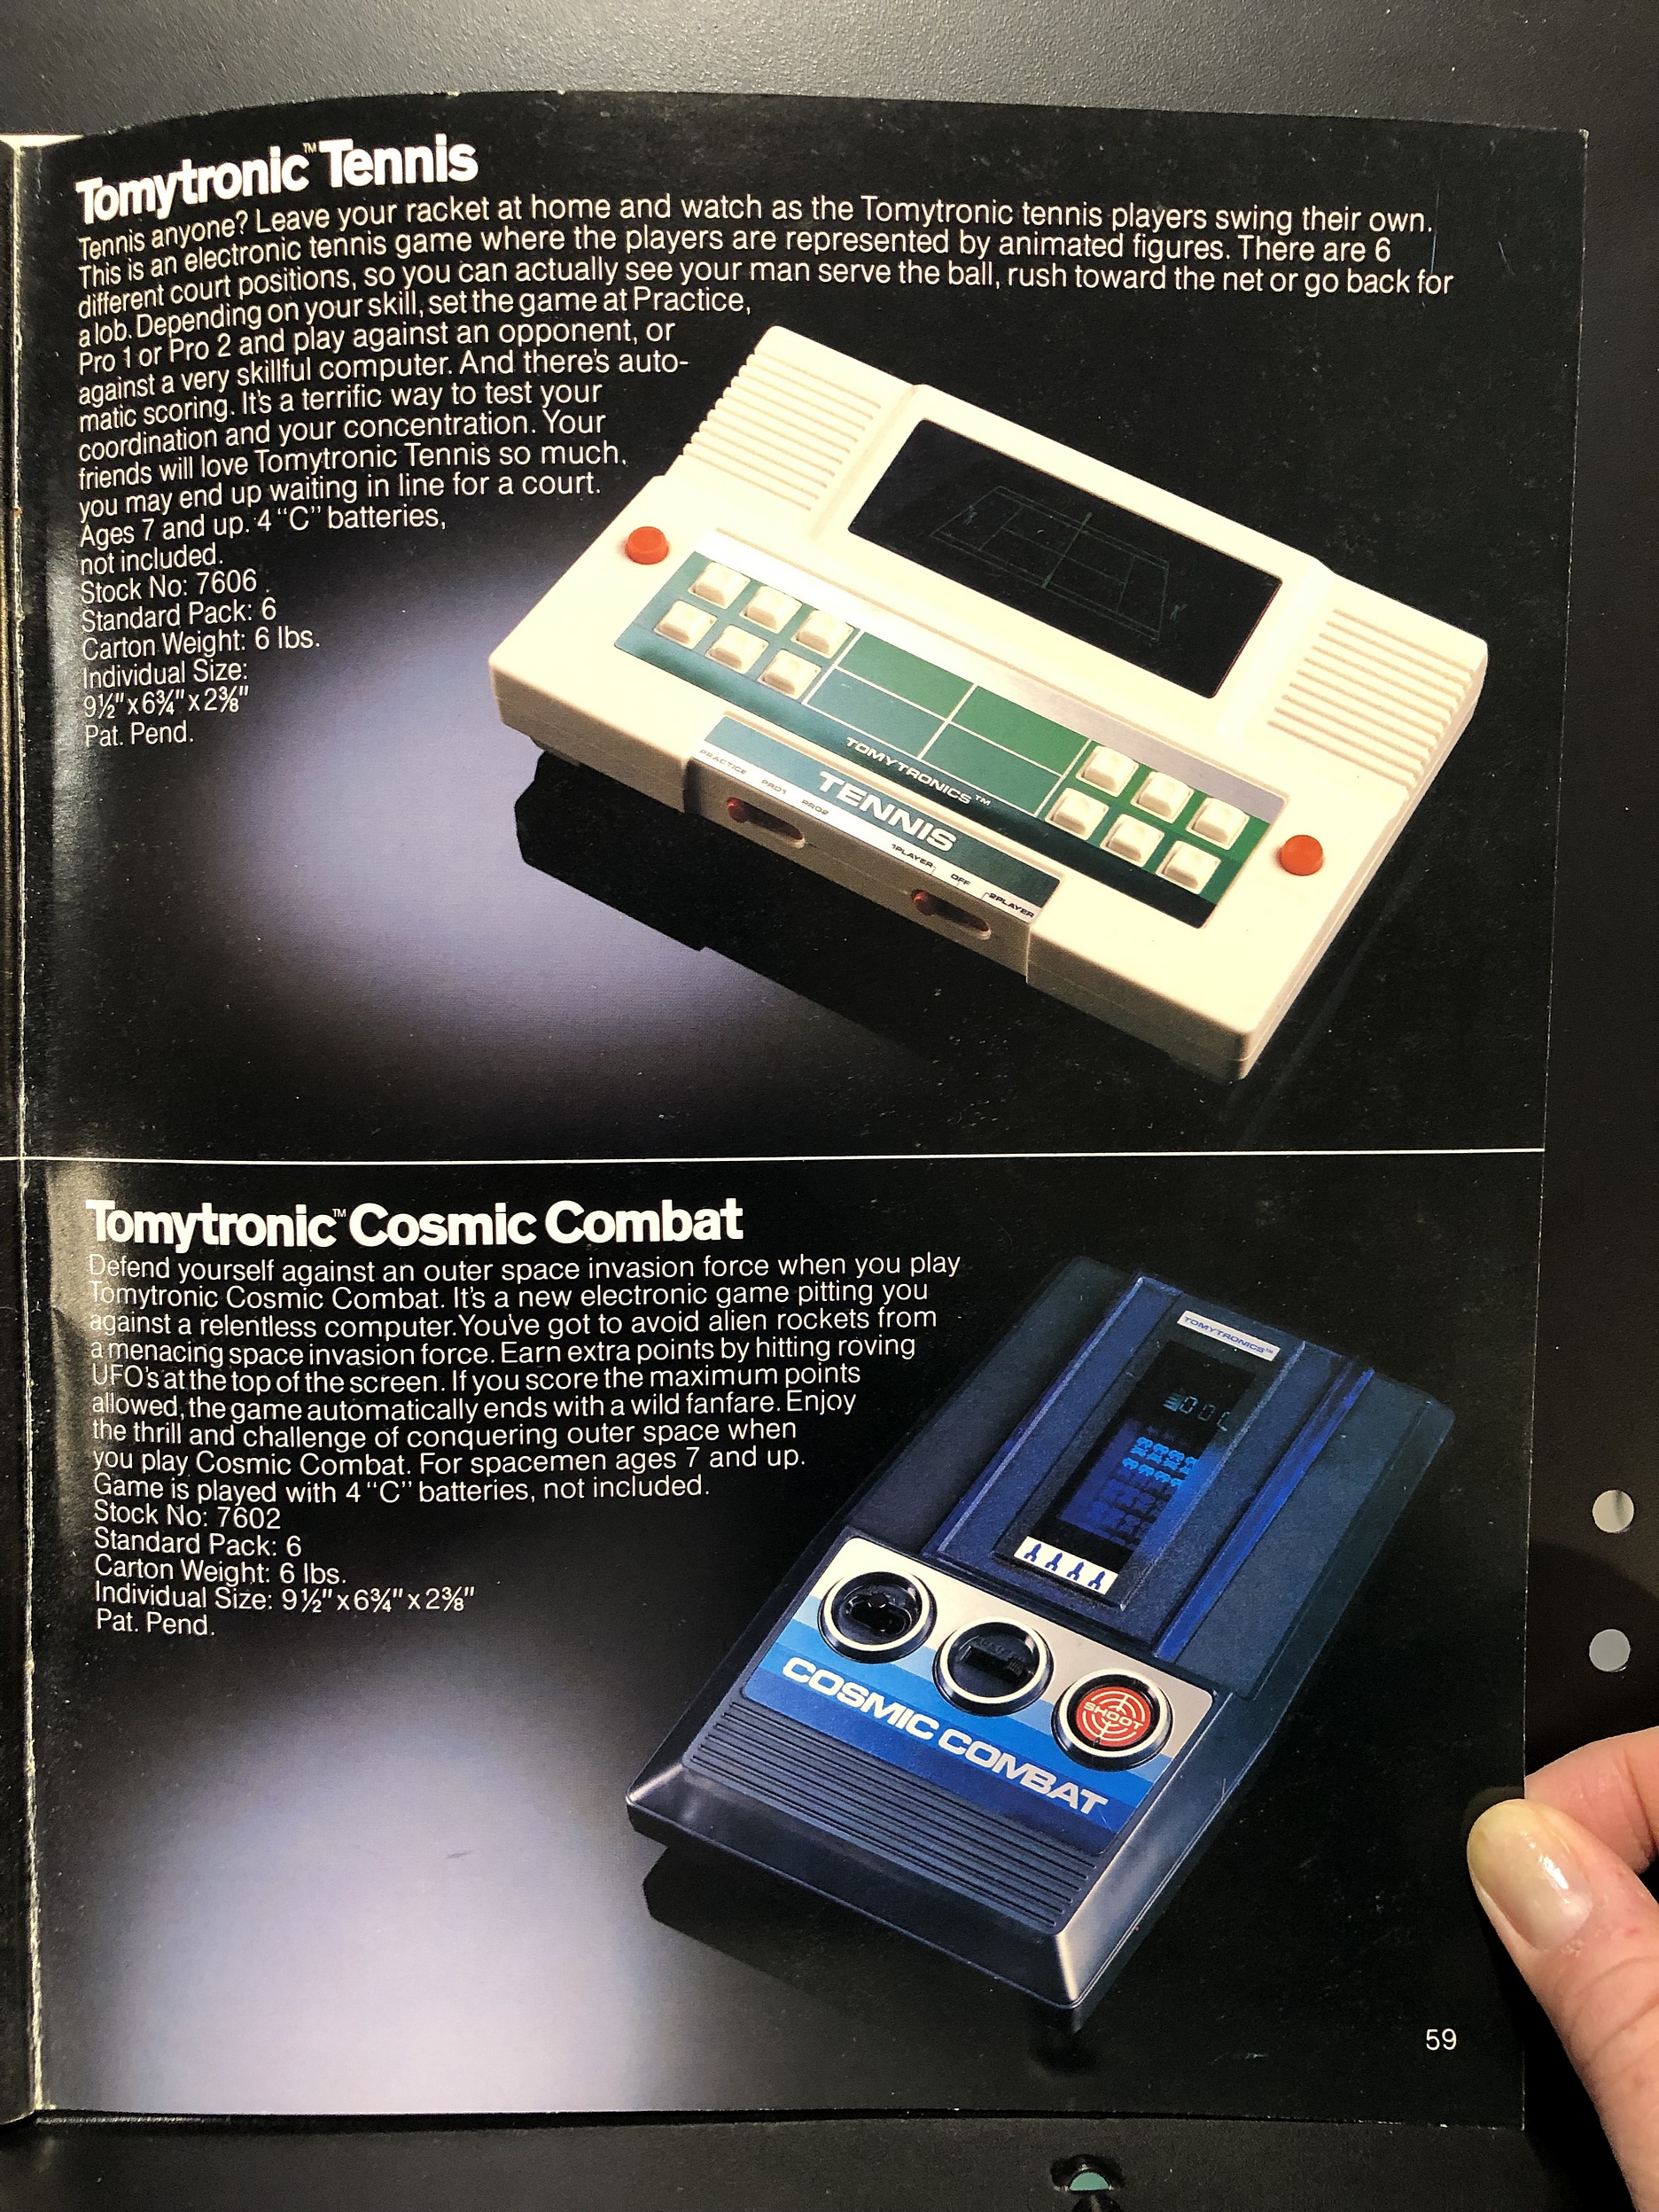 Tomytronic™ Tennis
Tennis anyone? Leave your racket at home and watch as the Tomytronic tennis players swing their own.
This is an electronic tennis game where the players are represented by animated figures. There are 6
different court positions, so you can actually see your man serve the ball, rush toward the net or go back for
a lob. Depending on your skill, set the game at Practice,
Pro 1 or Pro 2 and play against an opponent, or
against a very skillful computer. And there's auto-
matic scoring. It's a terrific way to test your
coordination and your concentration. Your
friends will love Tomytronic Tennis so much,
you may end up waiting in line for a court.
Ages 7 and up. 4 “C” batteries,
not included.
Stock No: 7606
Standard Pack: 6
Carton Weight: 6 lbs.
Individual Size:
9½" x 6¾" x 2⅜"
Pat. Pend.
TOMYTRONICS™
TENNIS
PRACTICE PRO1 PRO2
1PLAYER OFF 2PLAYER
Tomytronic™ Cosmic Combat
Defend yourself against an outer space invasion force when you play
Tomytronic Cosmic Combat. It's a new electronic game pitting you
against a relentless computer. You've got to avoid alien rockets from
a menacing space invasion force. Earn extra points by hitting roving
UFO's at the top of the screen. If you score the maximum points
allowed, the game automatically ends with a wild fanfare. Enjoy
the thrill and challenge of conquering outer space when
you play Cosmic Combat. For spacemen ages 7 and up.
Game is played with 4 “C” batteries, not included.
Stock No: 7602
Standard Pack: 6
Carton Weight: 6 lbs.
Individual Size: 9½" x 6¾" x 2⅜"
Pat. Pend.
TOMYTRONICS™
SHOOT
COSMIC COMBAT
59